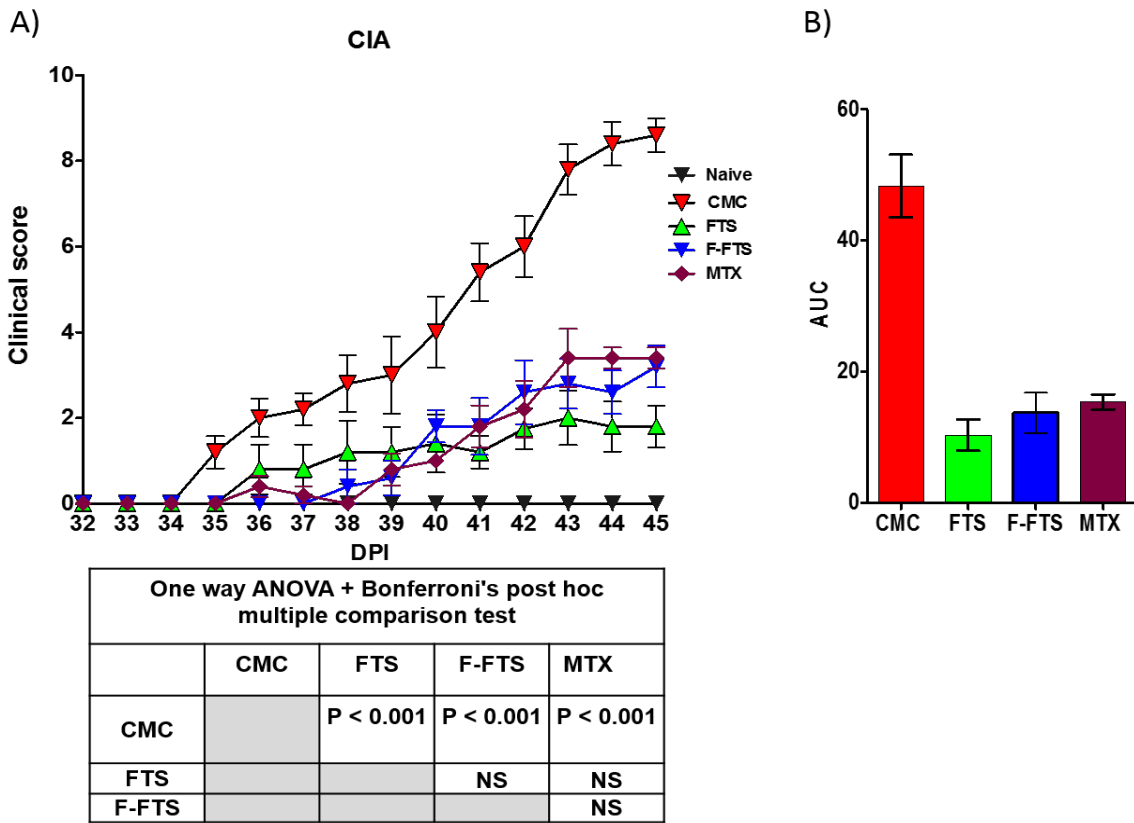 A)
CIA
10
8
6
4
2
0
Clinical score
32 33 34 35 36 37 38 39 40 41 42 43 44 45
DPI
Naive
CMC
FTS
F-FTS
MTX
B)
60
40
20
0
AUC
CMC FTS F-FTS MTX
One way ANOVA + Bonferroni's post hoc
multiple comparison test
CMC FTS F-FTS MTX
CMC P < 0.001 P < 0.001 P < 0.001
FTS NS NS
F-FTS NS